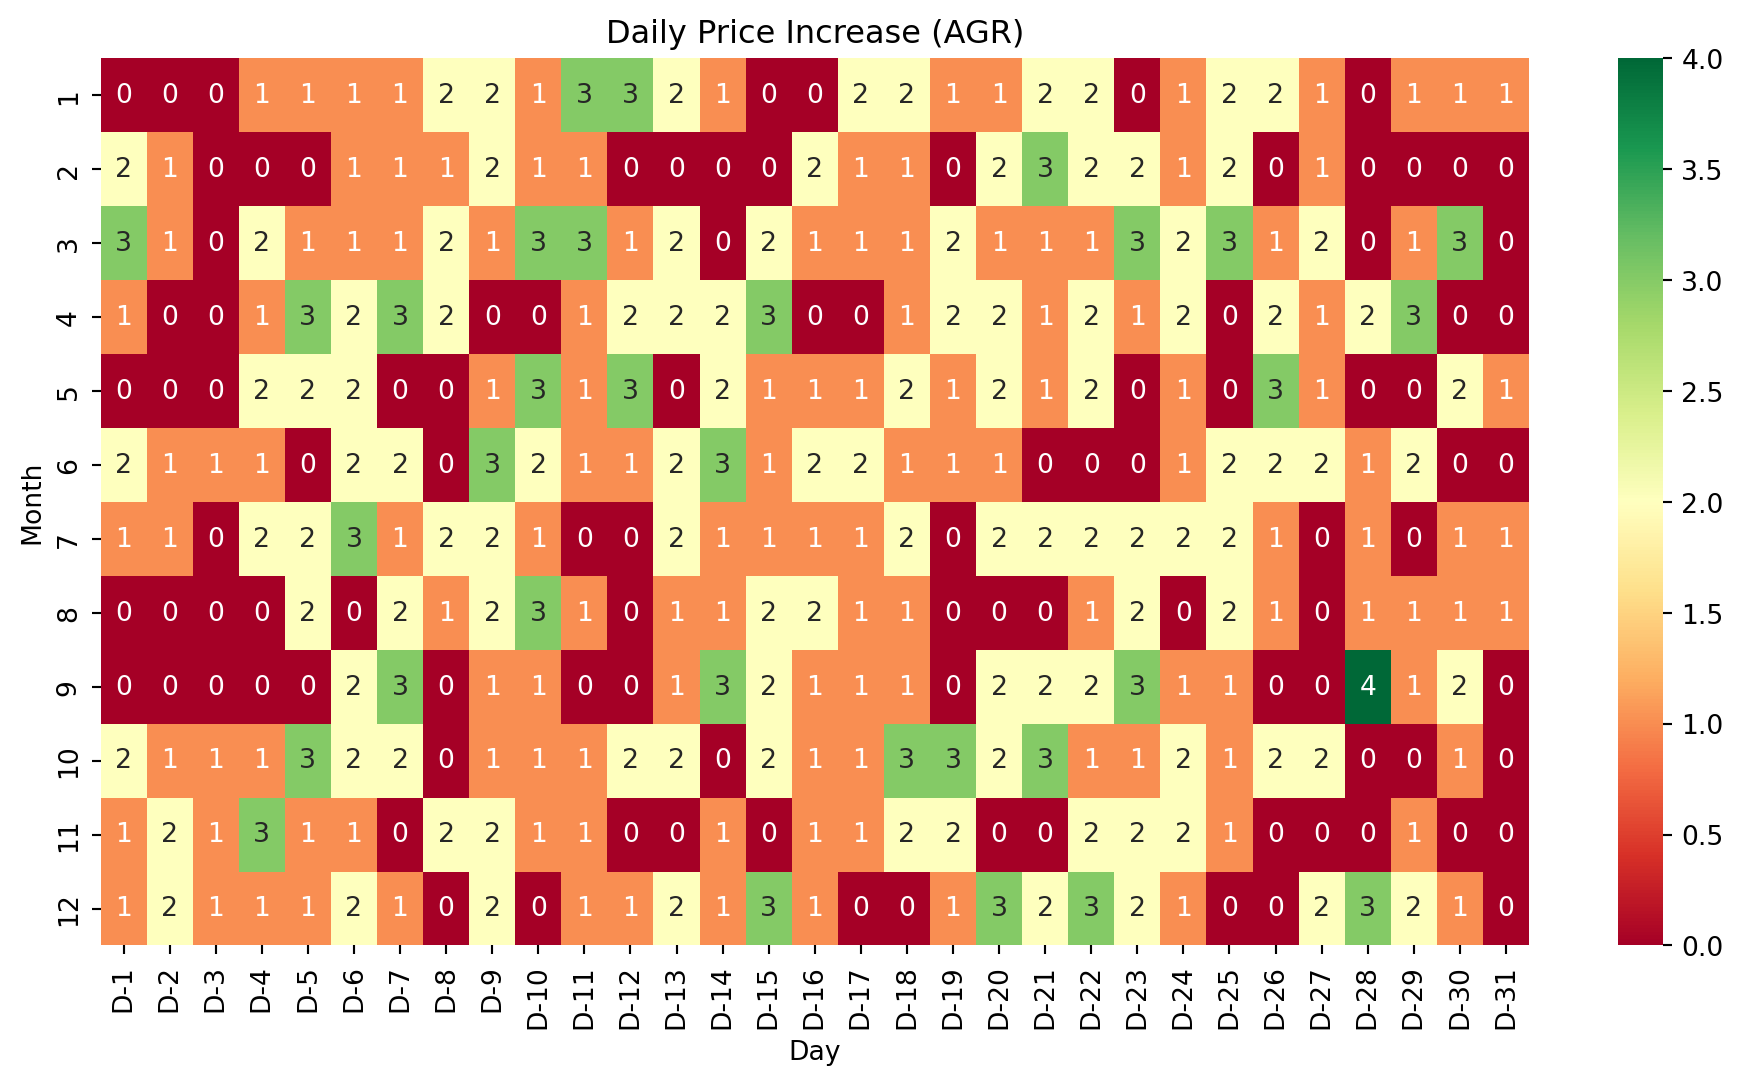 Daily Price Increase (AGR)
Month
1 0 0 0 1 1 1 1 2 2 1 3 3 2 1 0 0 2 2 1 1 2 2 0 1 2 2 1 0 1 1 1
2 2 1 0 0 0 1 1 1 2 1 1 0 0 0 0 2 1 1 0 2 3 2 2 1 2 0 1 0 0 0 0
3 3 1 0 2 1 1 1 2 1 3 3 1 2 0 2 1 1 1 2 1 1 1 3 2 3 1 2 0 1 3 0
4 1 0 0 1 3 2 3 2 0 0 1 2 2 2 3 0 0 1 2 2 1 2 1 2 0 2 1 2 3 0 0
5 0 0 0 2 2 2 0 0 1 3 1 3 0 2 1 1 1 2 1 2 1 2 0 1 0 3 1 0 0 2 1
6 2 1 1 1 0 2 2 0 3 2 1 1 2 3 1 2 2 1 1 1 0 0 0 1 2 2 2 1 2 0 0
7 1 1 0 2 2 3 1 2 2 1 0 0 2 1 1 1 1 2 0 2 2 2 2 2 2 1 0 1 0 1 1
8 0 0 0 0 2 0 2 1 2 3 1 0 1 1 2 2 1 1 0 0 0 1 2 0 2 1 0 1 1 1 1
9 0 0 0 0 0 2 3 0 1 1 0 0 1 3 2 1 1 1 0 2 2 2 3 1 1 0 0 4 1 2 0
10 2 1 1 1 3 2 2 0 1 1 1 2 2 0 2 1 1 3 3 2 3 1 1 2 1 2 2 0 0 1 0
11 1 2 1 3 1 1 0 2 2 1 1 0 0 1 0 1 1 2 2 0 0 2 2 2 1 0 0 0 1 0 0
12 1 2 1 1 1 2 1 0 2 0 1 1 2 1 3 1 0 0 1 3 2 3 2 1 0 0 2 3 2 1 0
D-1 D-2 D-3 D-4 D-5 D-6 D-7 D-8 D-9 D-10 D-11 D-12 D-13 D-14 D-15 D-16 D-17 D-18 D-19 D-20 D-21 D-22 D-23 D-24 D-25 D-26 D-27 D-28 D-29 D-30 D-31
Day
4.0
3.5
3.0
2.5
2.0
1.5
1.0
0.5
0.0